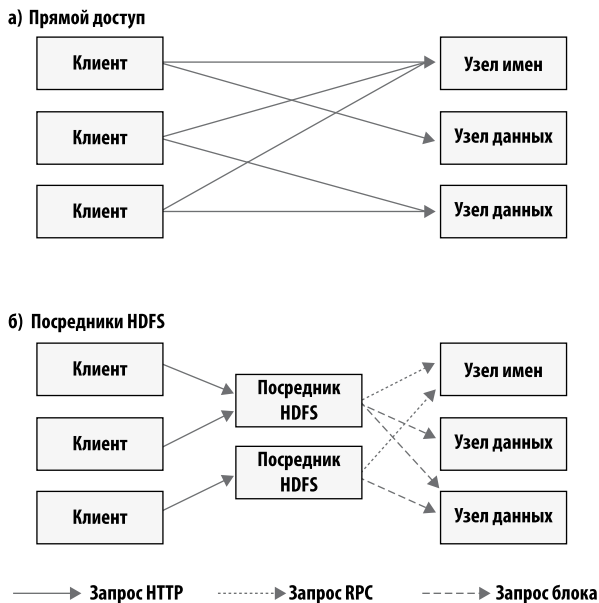 а) Прямой доступ
Клиент
Узел имен
Клиент
Узел данных
Клиент
Узел данных
б) Посредники HDFS
Клиент
Посредник
HDFS
Узел имен
Клиент
Посредник
HDFS
Узел данных
Клиент
Узел данных
Запрос HTTP
Запрос RPC
Запрос блока